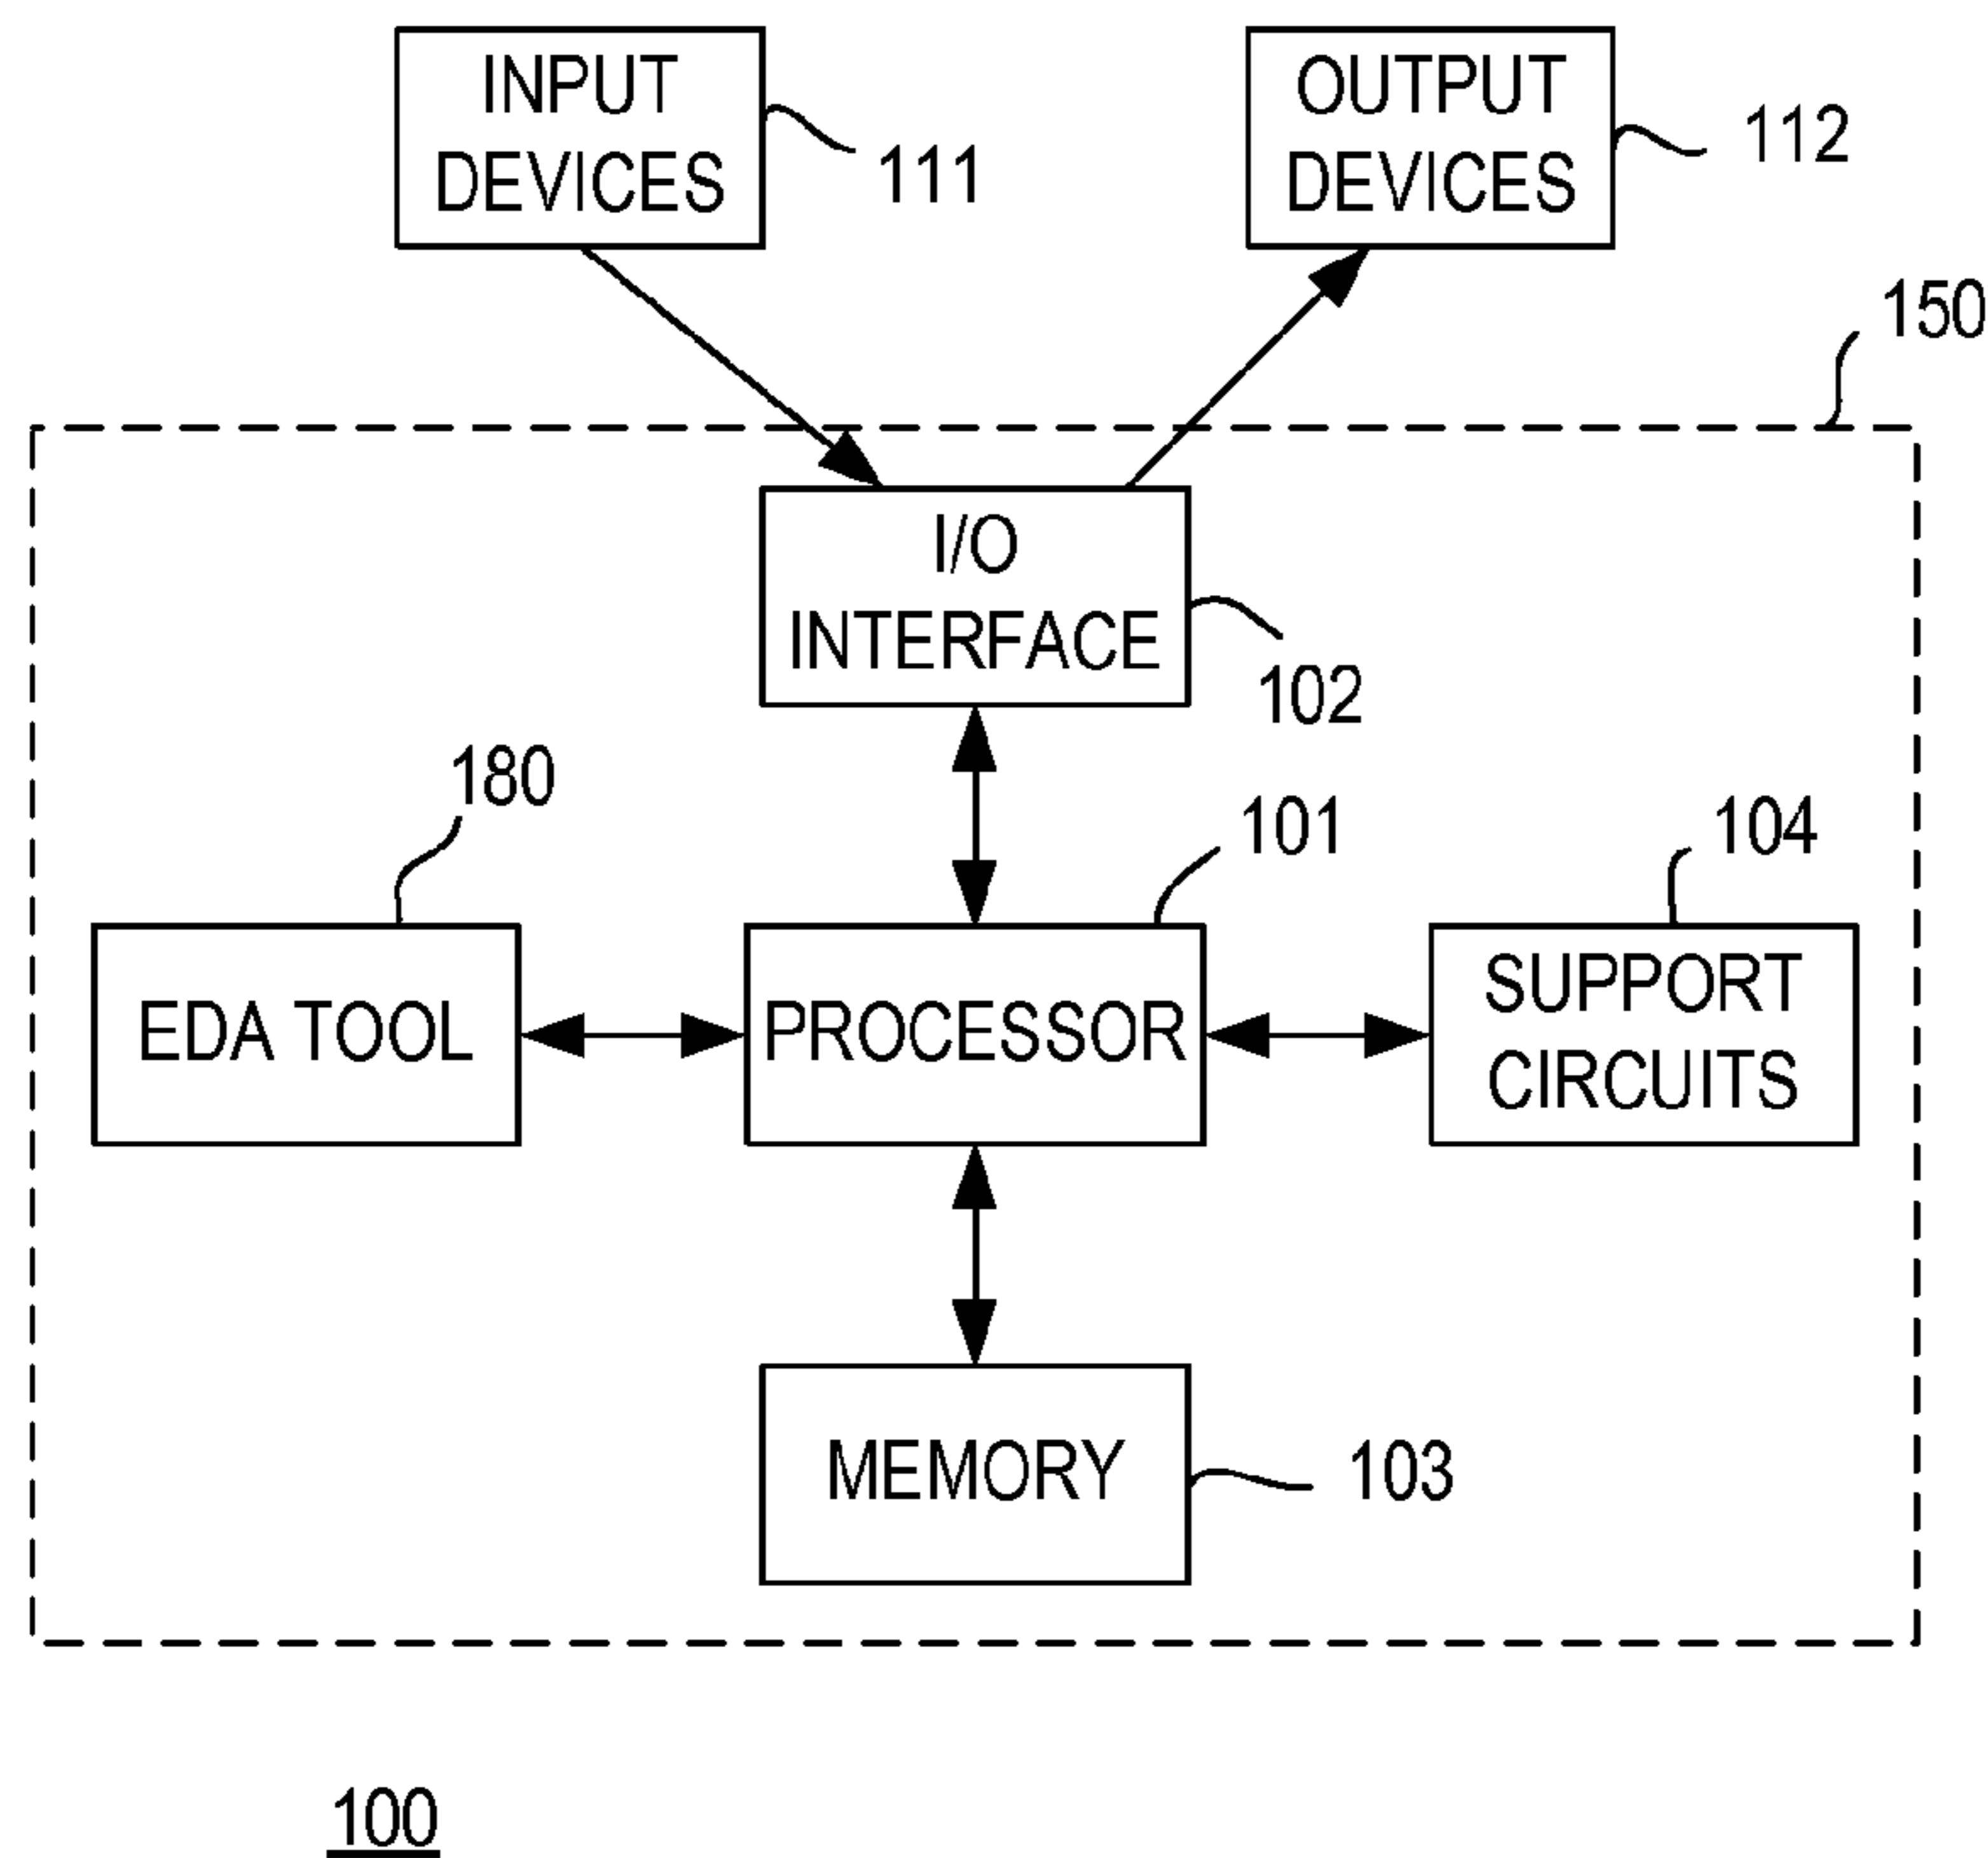 INPUT
DEVICES
111
OUTPUT
DEVICES
112
150
I/O
INTERFACE
102
180
101
104
EDA TOOL
PROCESSOR
SUPPORT
CIRCUITS
MEMORY
103
100